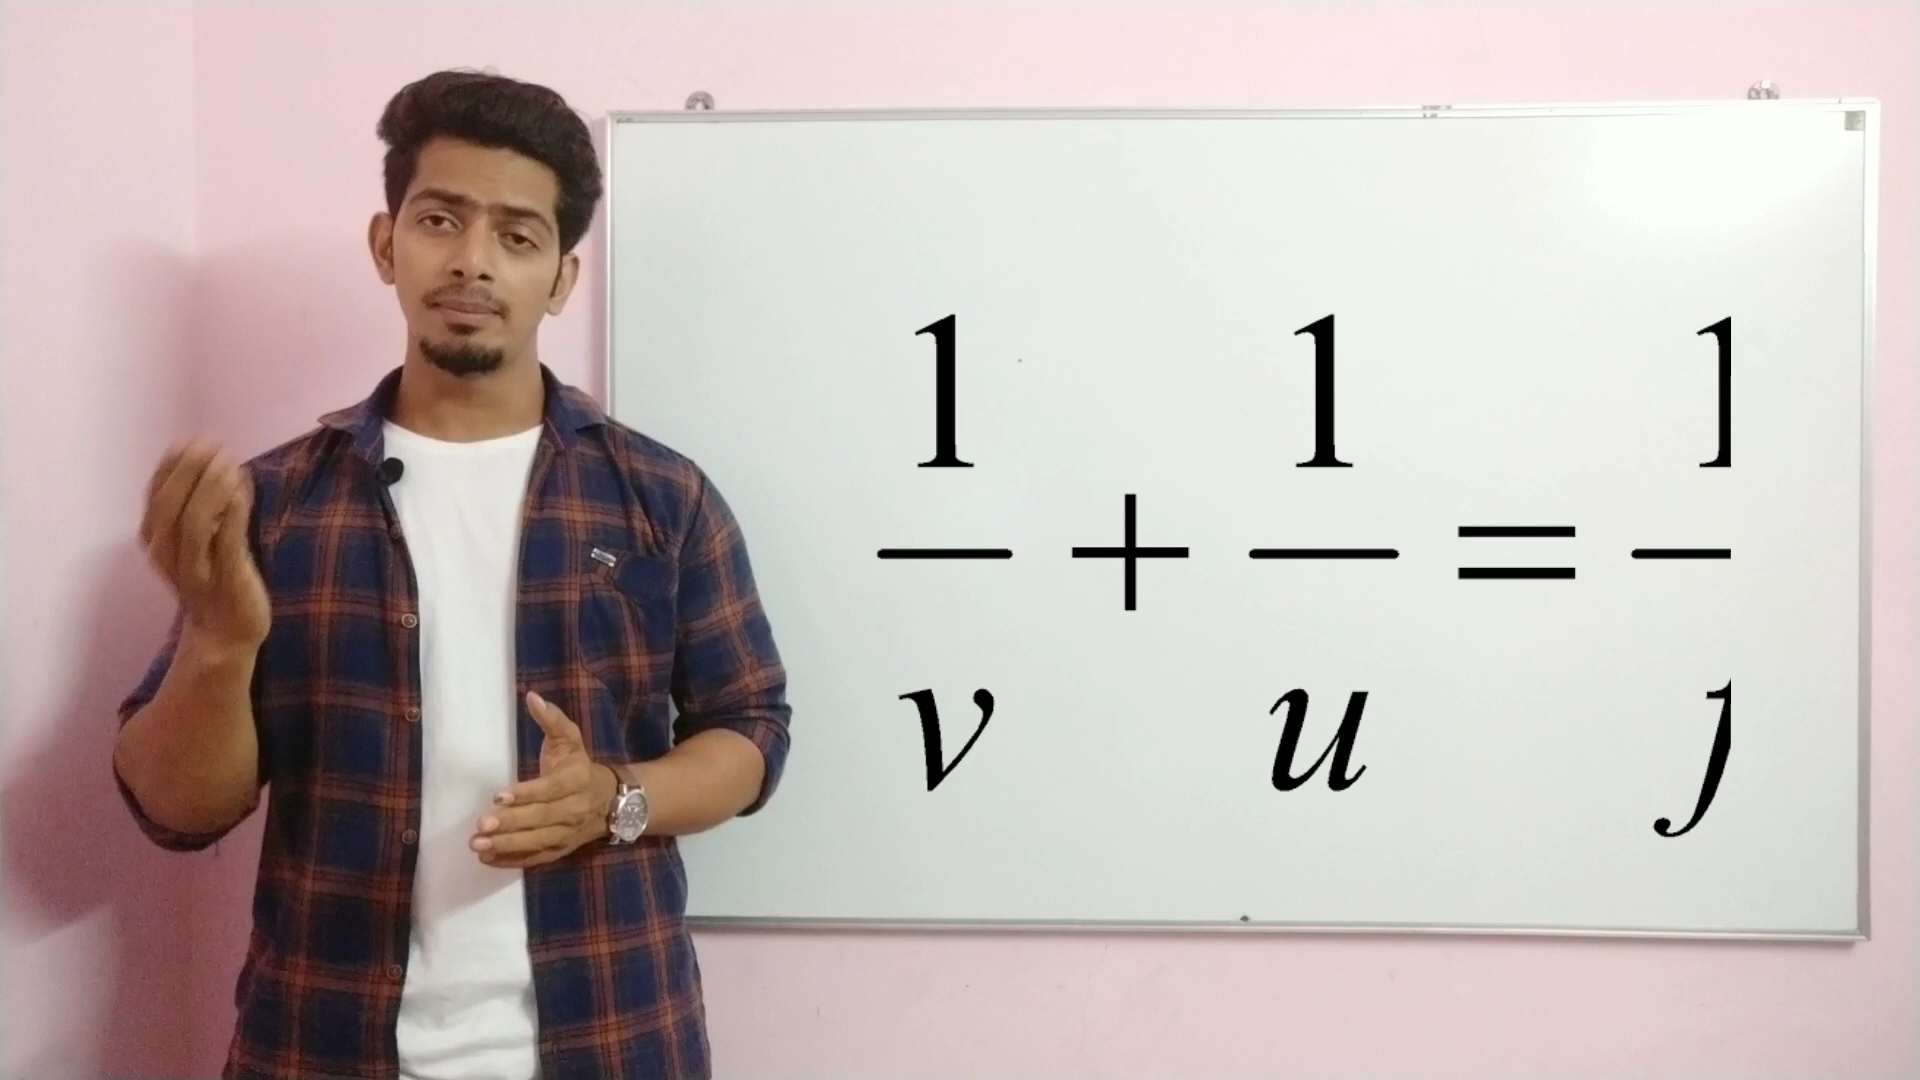 1/v + 1/u = 1/f